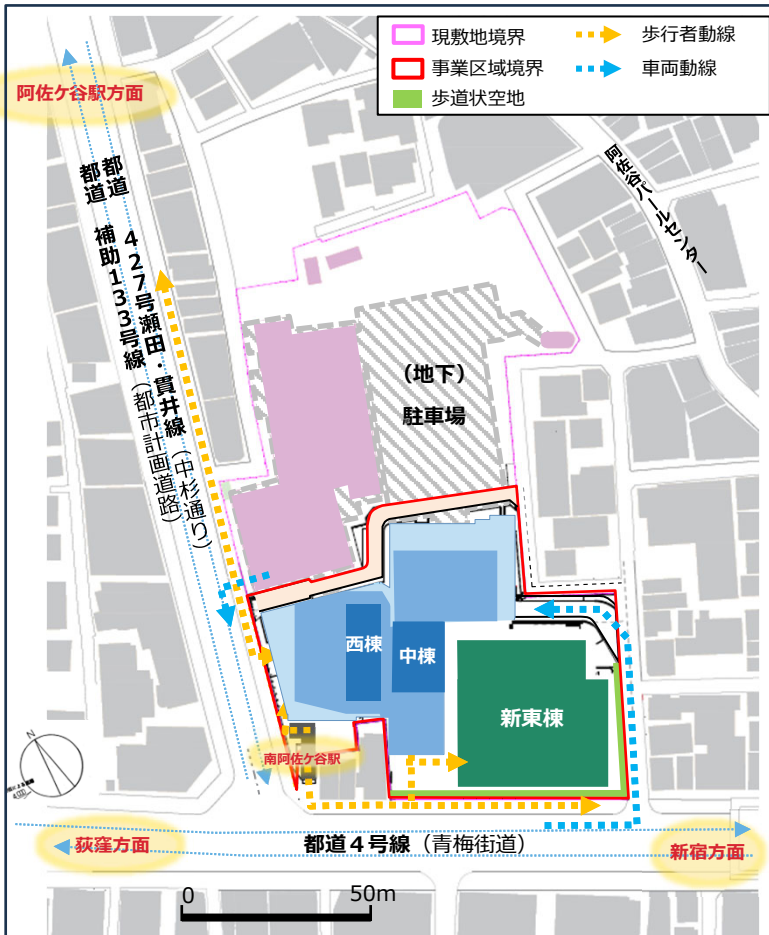 現敷地境界
歩行者動線
事業区域境界
車両動線
歩道状空地
阿佐ケ谷駅方面
阿佐谷パールセンター
都道 427号瀬田・貫井線（中杉通り）
都道 補助133号線（都市計画道路）
（地下）
駐車場
西棟
中棟
新東棟
南阿佐ケ谷駅
N
荻窪方面
都道4号線（青梅街道）
新宿方面
0
50m